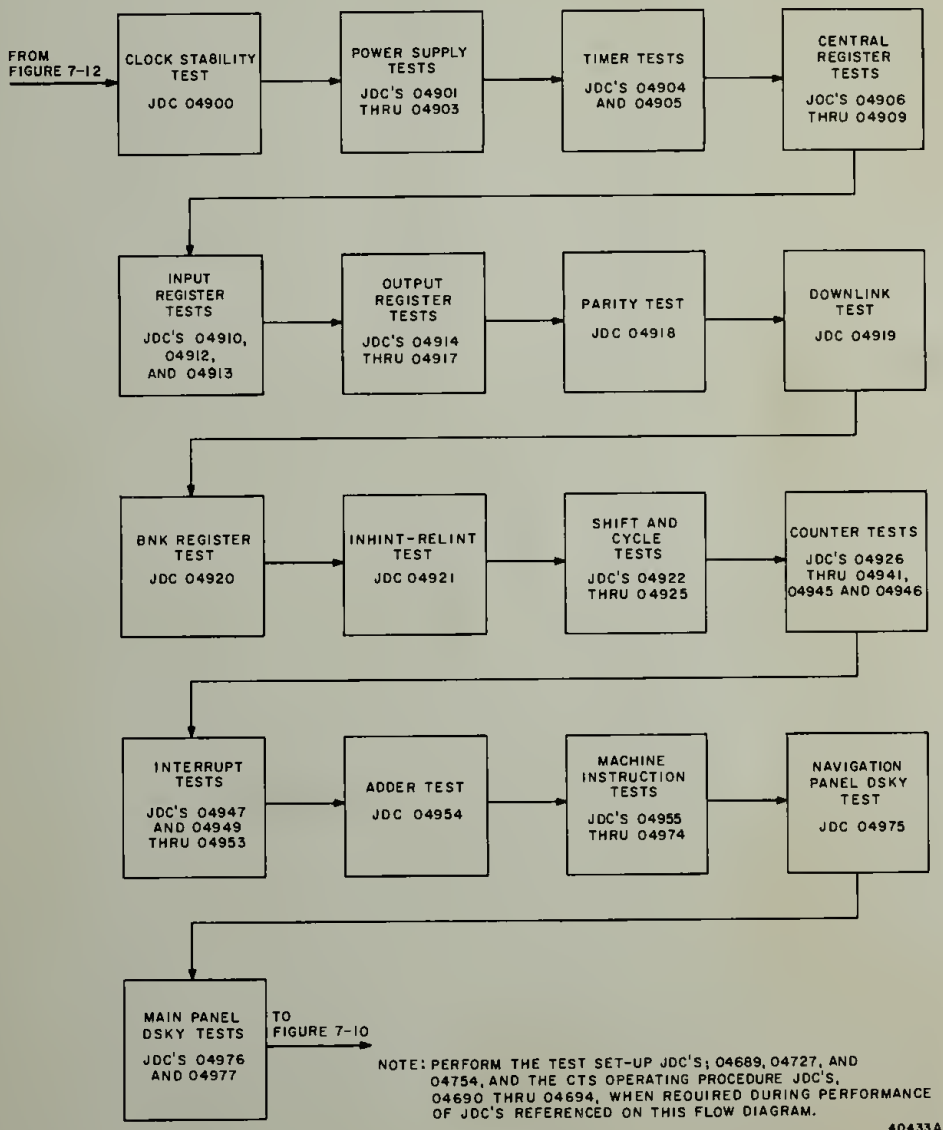 FROM
FIGURE 7-12
CLOCK STABILITY
TEST
JDC 04900
POWER SUPPLY
TESTS
JDC'S 04901
THRU 04903
TIMER TESTS
JDC'S 04904
AND 04905
CENTRAL
REGISTER
TESTS
JOC'S 04906
THRU 04909
INPUT
REGISTER
TESTS
JDC'S 04910,
04912,
AND 04913
OUTPUT
REGISTER
TESTS
JDC'S 04914
THRU 04917
PARITY TEST
JDC 04918
DOWNLINK
TEST
JDC 04919
BNK REGISTER
TEST
JDC 04920
INHINT-RELINT
TEST
JDC 04921
SHIFT AND
CYCLE
TESTS
JDC'S 04922
THRU 04925
COUNTER TESTS
JDC'S 04926
THRU 04941,
04945 AND 04946
INTERRUPT
TESTS
JDC'S 04947
AND 04949
THRU 04953
ADDER TEST
JDC 04954
MACHINE
INSTRUCTION
TESTS
JDC'S 04955
THRU 04974
NAVIGATION
PANEL DSKY
TEST
JDC 04975
MAIN PANEL
DSKY TESTS
JDC'S 04976
AND 04977
TO
FIGURE 7-10
NOTE: PERFORM THE TEST SET-UP JDC'S; 04689, 04727, AND
04754, AND THE CTS OPERATING PROCEDURE JDC'S,
04690 THRU 04694, WHEN REQUIRED DURING PERFORMANCE
OF JDC'S REFERENCED ON THIS FLOW DIAGRAM.
40433A